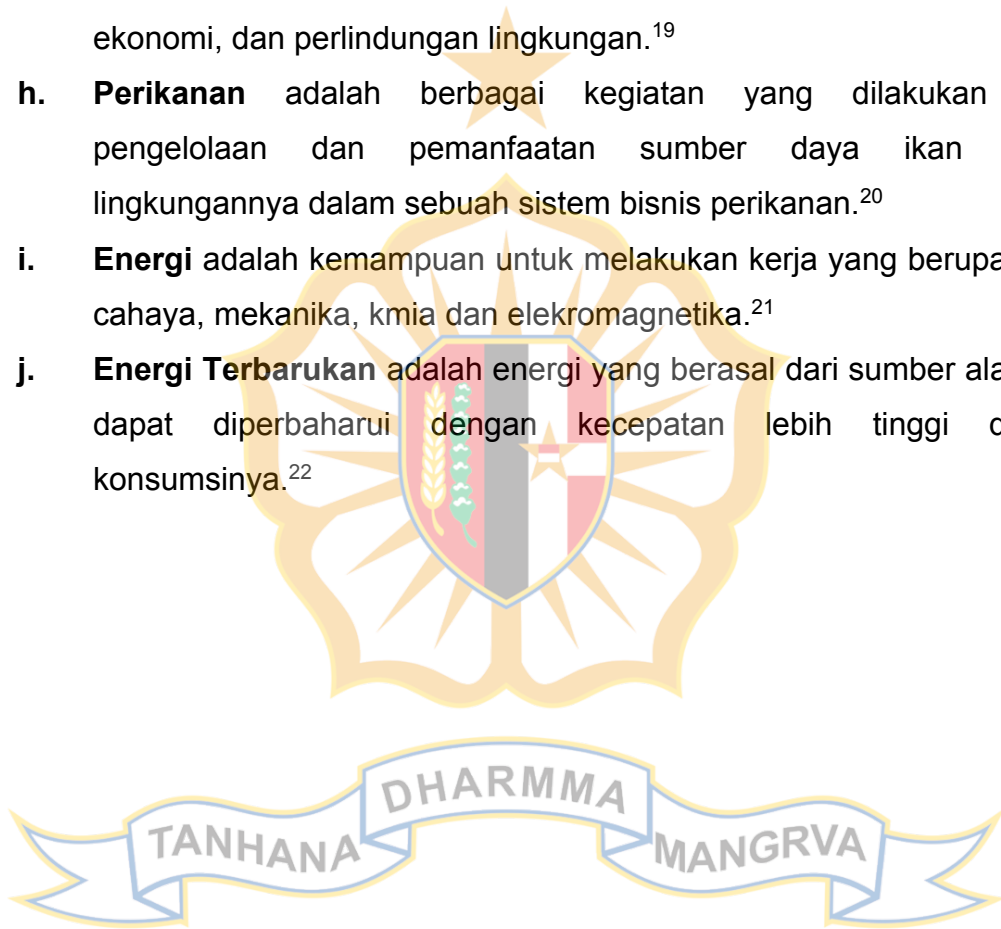 ekonomi, dan perlindungan lingkungan.¹⁹
h. Perikanan adalah berbagai kegiatan yang dilakukan
pengelolaan dan pemanfaatan sumber daya ikan
lingkungannya dalam sebuah sistem bisnis perikanan.²⁰
i. Energi adalah kemampuan untuk melakukan kerja yang berupa
cahaya, mekanika, kmia dan elekromagnetika.²¹
j. Energi Terbarukan adalah energi yang berasal dari sumber
dapat diperbaharui dengan kecepatan lebih tinggi
konsumsinya.²²
TANHANA DHARMMA MANGRVA